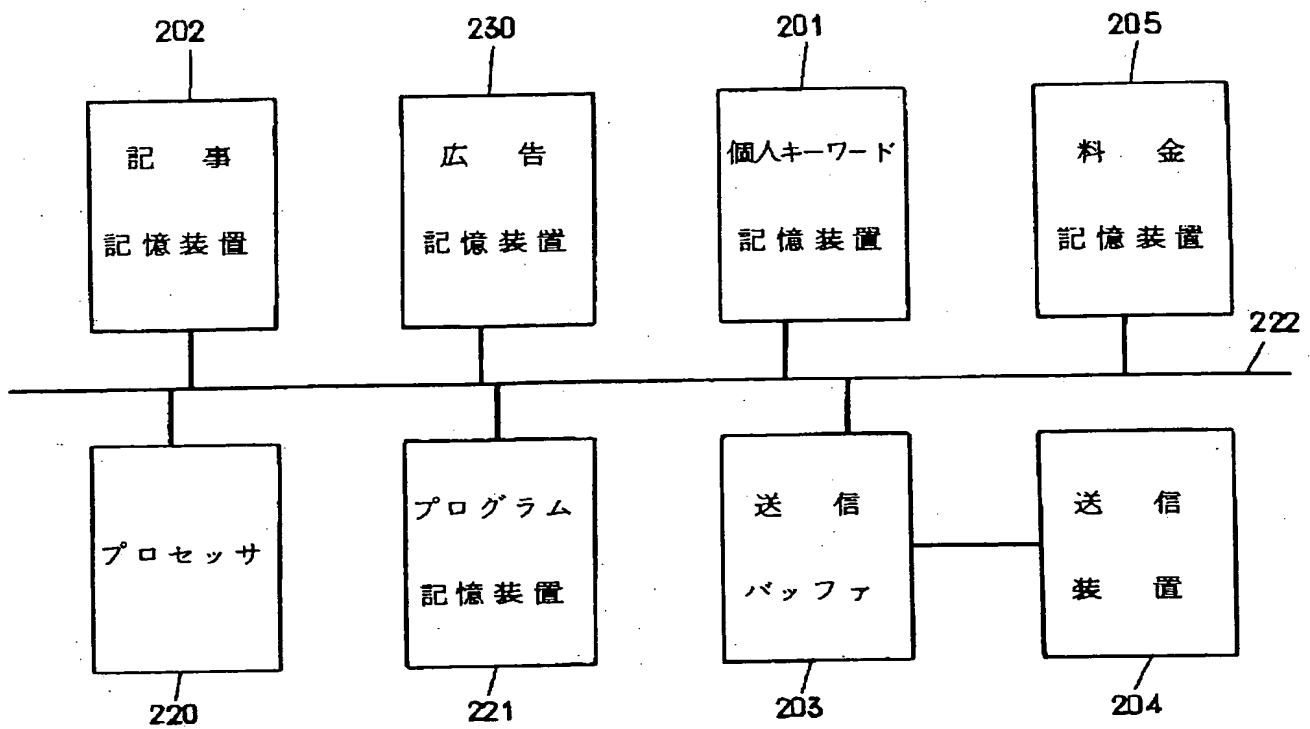 202
230
201
205
記事
記憶装置
広告
記憶装置
個人キーワード
記憶装置
料金
記憶装置
222
プロセッサ
プログラム
記憶装置
送信
バッファ
送信
装置
220
221
203
204